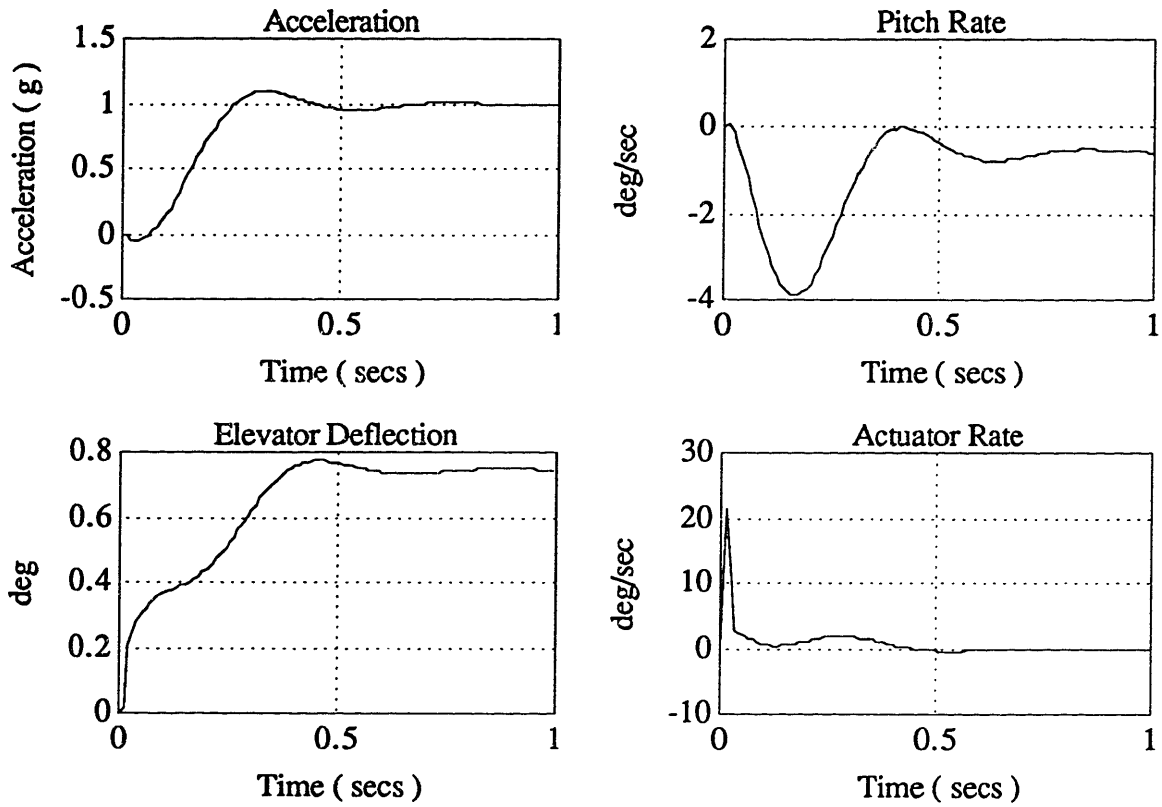 Acceleration
1.5
1
0.5
0
-0.5
Acceleration ( g )
0
0.5
1
Time ( secs )
Pitch Rate
2
0
-2
-4
deg/sec
0
0.5
1
Time ( secs )
Elevator Deflection
0.8
0.6
0.4
0.2
0
deg
0
0.5
1
Time ( secs )
Actuator Rate
30
20
10
0
-10
deg/sec
0
0.5
1
Time ( secs )